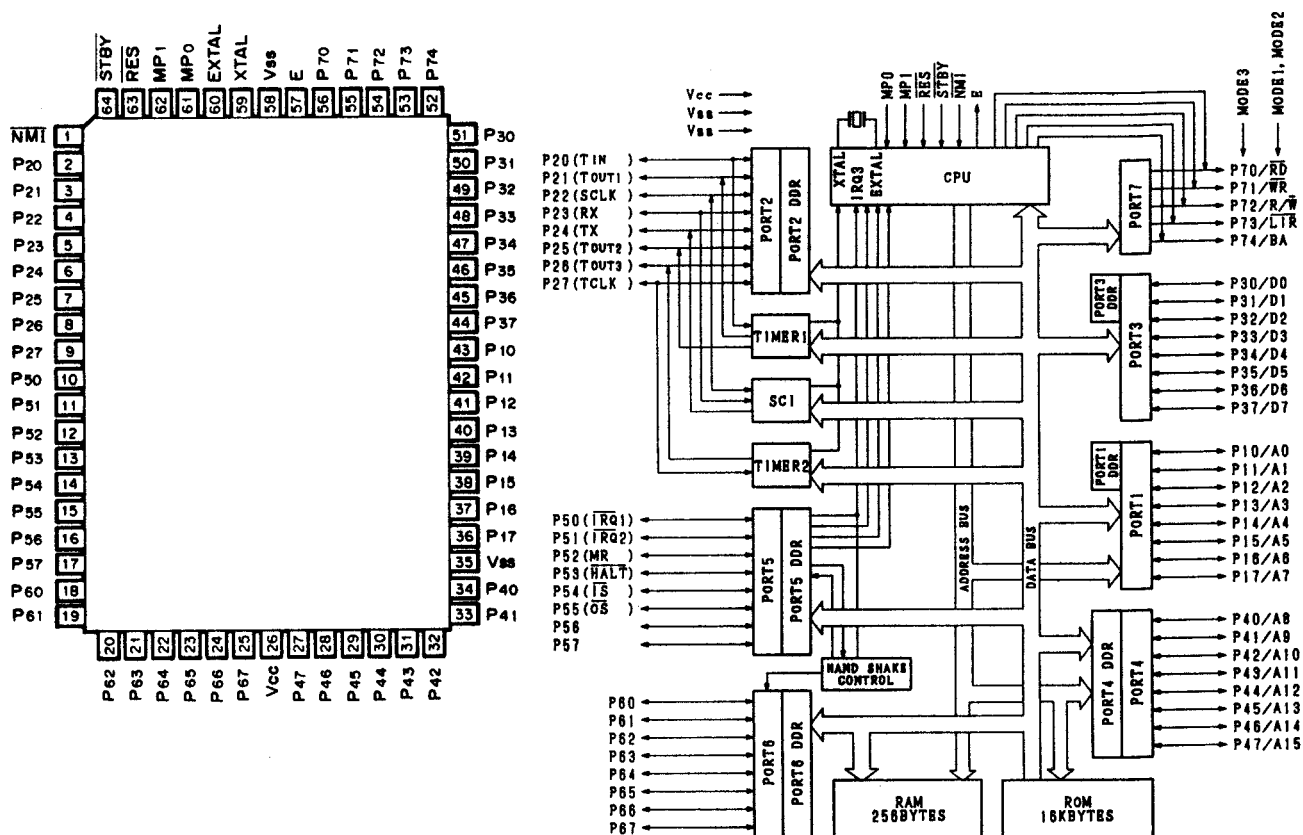 STBY RES MP1 MP0 EXTAL XTAL Vss E P70 P71 P72 P73 P74
64 63 62 61 60 59 58 57 56 55 54 53 52
NMI 1
P20 2
P21 3
P22 4
P23 5
P24 6
P25 7
P26 8
P27 9
P50 10
P51 11
P52 12
P53 13
P54 14
P55 15
P56 16
P57 17
P60 18
P61 19
51 P30
50 P31
49 P32
48 P33
47 P34
46 P35
45 P36
44 P37
43 P10
42 P11
41 P12
40 P13
39 P14
38 P15
37 P16
36 P17
35 Vss
34 P40
33 P41
20 21 22 23 24 25 26 27 28 29 30 31 32
P62 P63 P64 P65 P66 P67 Vcc P47 P46 P45 P44 P43 P42
Vcc
Vss
Vss
MP0 MP1 RES STBY NMI E
MODE3
MODE1, MODE2
XTAL IRQ3 EXTAL
CPU
P20(TIN )
P21(TOUT1)
P22(SCLK )
P23(RX )
P24(TX )
P25(TOUT2)
P26(TOUT3)
P27(TCLK )
PORT2
PORT2 DDR
TIMER1
SCI
TIMER2
P50(IRQ1)
P51(IRQ2)
P52(MR )
P53(HALT)
P54(IS )
P55(OS )
P56
P57
PORT5
PORT5 DDR
HAND SHAKE
CONTROL
P60
P61
P62
P63
P64
P65
P66
P67
PORT6
PORT6 DDR
ADDRESS BUS
DATA BUS
RAM
256BYTES
ROM
16KBYTES
PORT7
P70/RD
P71/WR
P72/R/W
P73/LIR
P74/BA
PORT3
DDR
PORT3
P30/D0
P31/D1
P32/D2
P33/D3
P34/D4
P35/D5
P36/D6
P37/D7
PORT1
DDR
PORT1
P10/A0
P11/A1
P12/A2
P13/A3
P14/A4
P15/A5
P16/A6
P17/A7
PORT4 DDR
PORT4
P40/A8
P41/A9
P42/A10
P43/A11
P44/A12
P45/A13
P46/A14
P47/A15